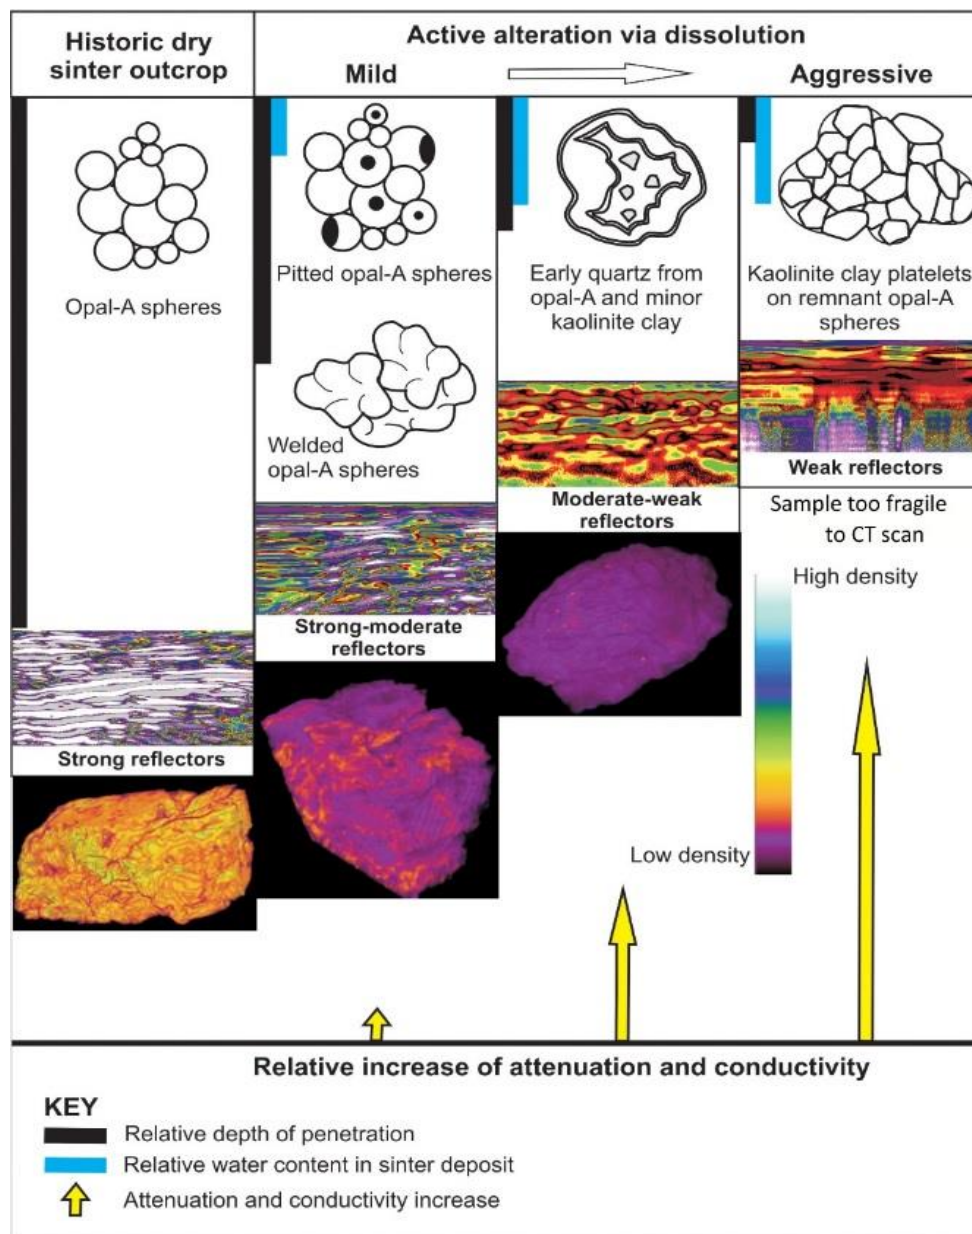 Historic dry
sinter outcrop
Active alteration via dissolution
Mild
Aggressive
Opal-A spheres
Pitted opal-A spheres
Welded
opal-A spheres
Early quartz from
opal-A and minor
kaolinite clay
Kaolinite clay platelets
on remnant opal-A
spheres
Strong reflectors
Strong-moderate
reflectors
Moderate-weak
reflectors
Weak reflectors
Sample too fragile
to CT scan
High density
Low density
Relative increase of attenuation and conductivity
KEY
Relative depth of penetration
Relative water content in sinter deposit
Attenuation and conductivity increase